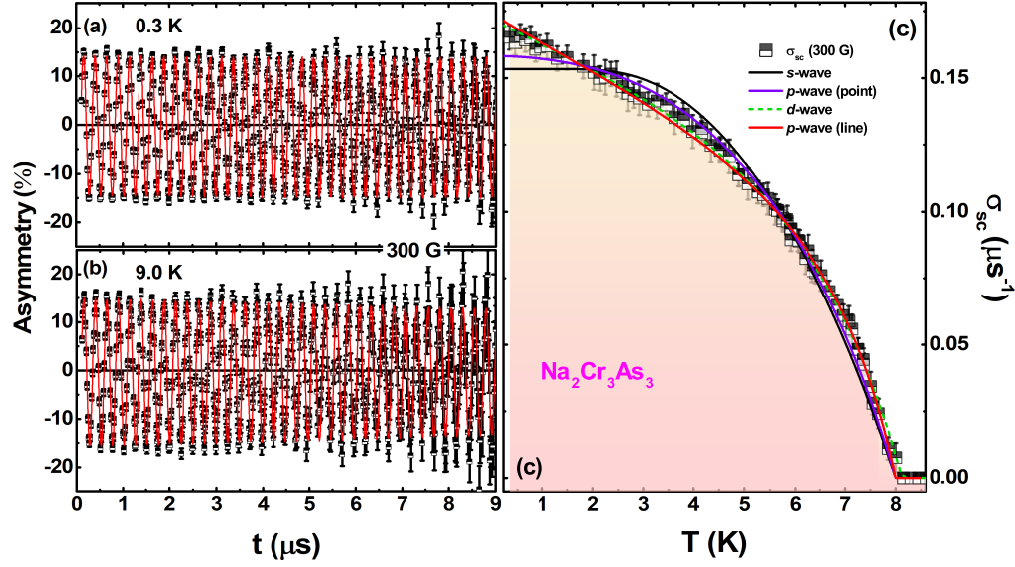 (a) 0.3 K
20
10
0
-10
-20
Asymmetry (%)
(b) 9.0 K
300 G
20
10
0
-10
-20
0 1 2 3 4 5 6 7 8 9
t (μs)
(c)
σsc (300 G)
s-wave
p-wave (point)
d-wave
p-wave (line)
0.15
0.10
0.05
0.00
σsc (μs⁻¹)
Na₂Cr₃As₃
(c)
1 2 3 4 5 6 7 8
T (K)